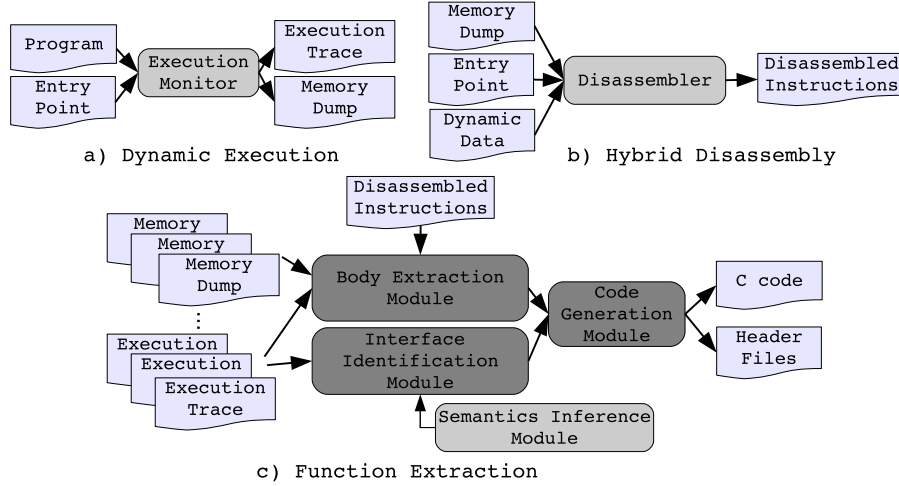 Program
Entry
Point
Execution
Monitor
Execution
Trace
Memory
Dump
a) Dynamic Execution
Memory
Dump
Entry
Point
Dynamic
Data
Disassembler
Disassembled
Instructions
b) Hybrid Disassembly
Disassembled
Instructions
Memory
Memory
Memory
Dump
Execution
Execution
Execution
Trace
Body Extraction
Module
Interface
Identification
Module
Semantics Inference
Module
Code
Generation
Module
C code
Header
Files
c) Function Extraction